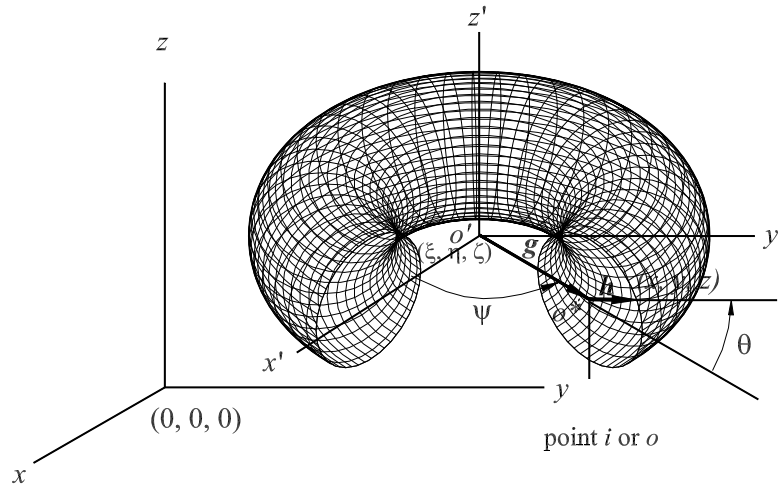 z'
z
o'
y
(ξ, η, ζ)
g
h
z)
ψ
θ
x'
y
(0, 0, 0)
point i or o
x